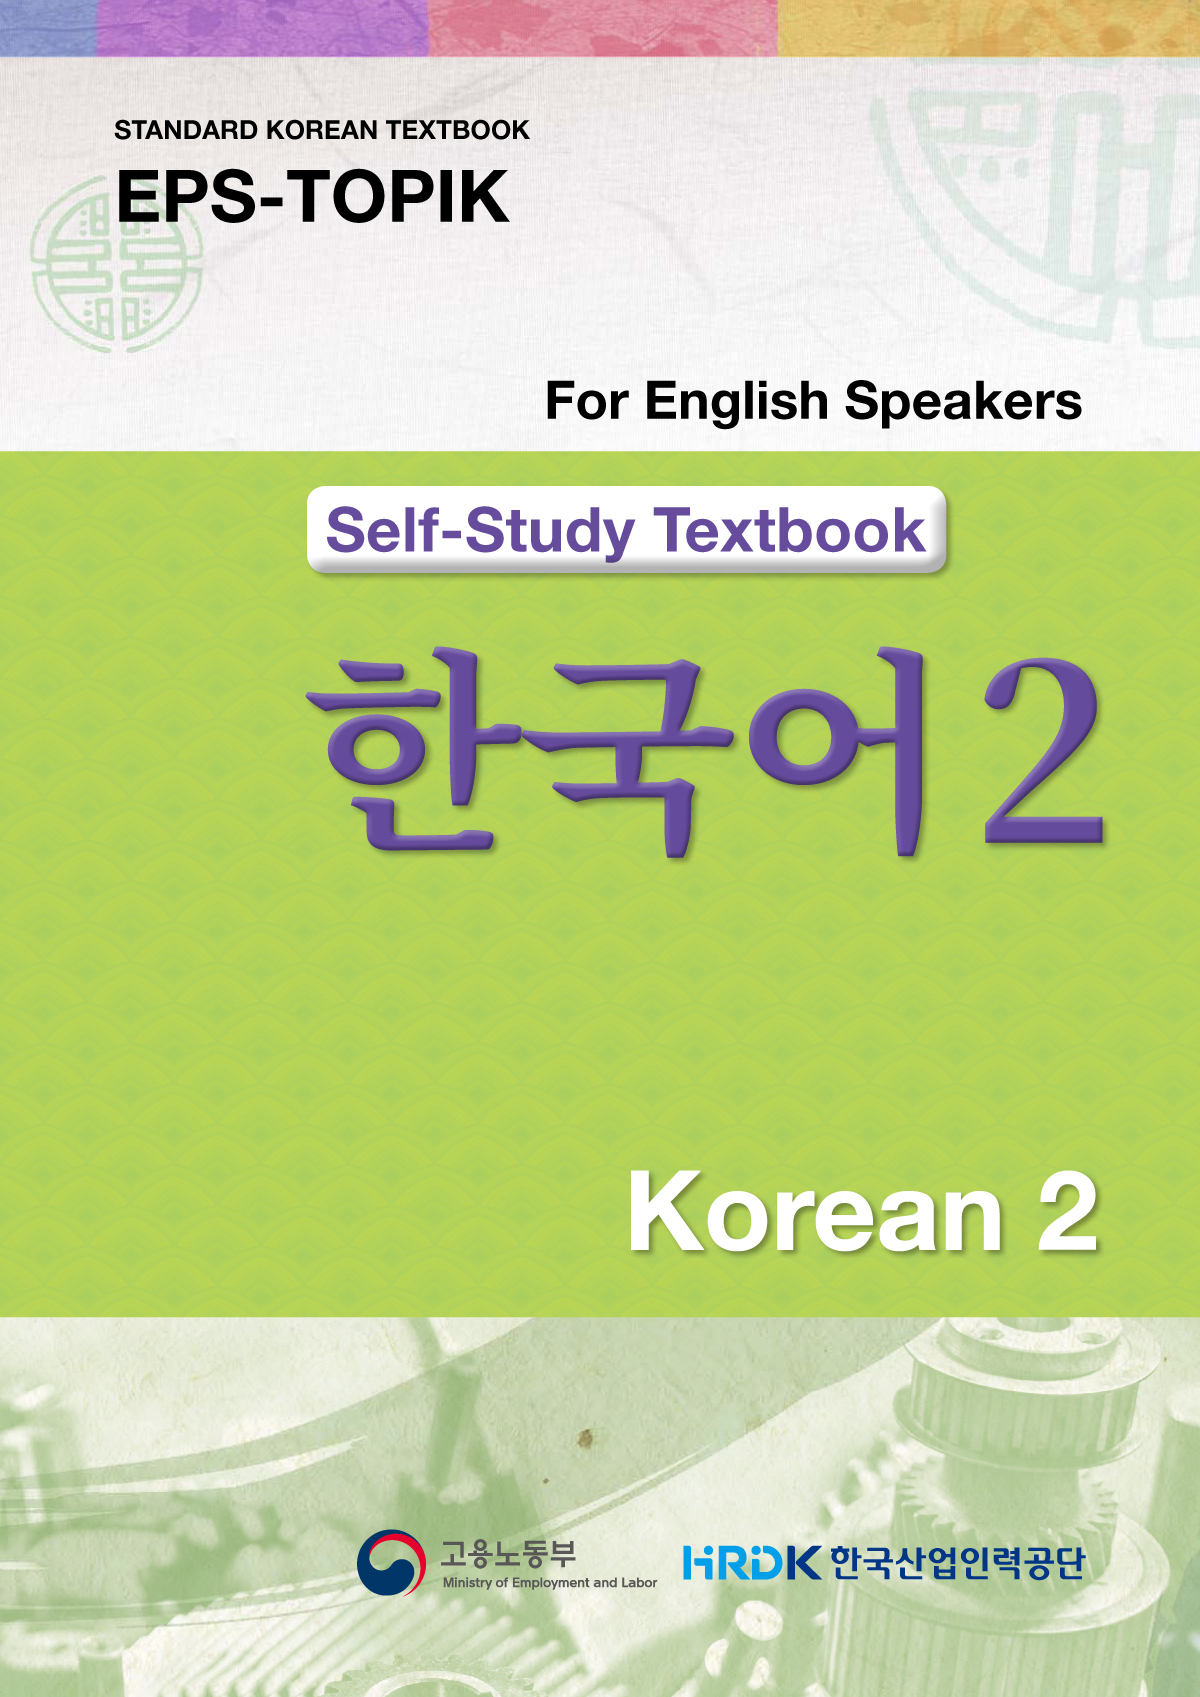 STANDARD KOREAN TEXTBOOK
EPS-TOPIK
For English Speakers
Self-Study Textbook
한국어2
Korean 2
고용노동부
Ministry of Employment and Labor
HRDK 한국산업인력공단